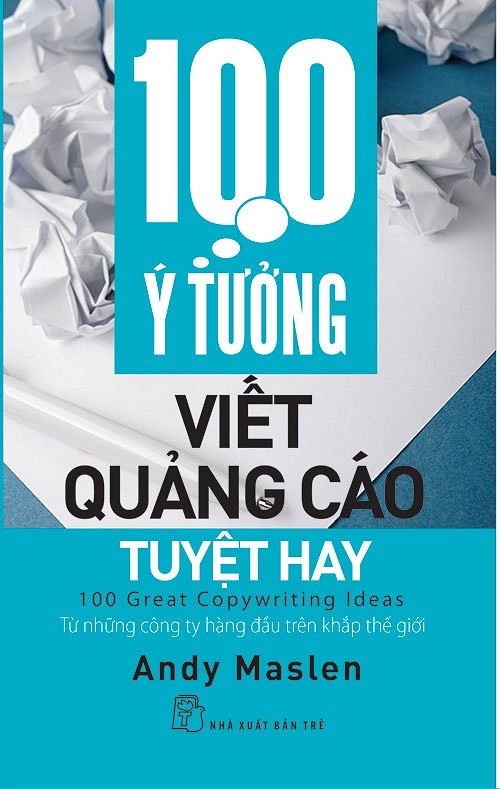 100
Ý TƯỞNG
VIẾT
QUẢNG CÁO
TUYỆT HAY
100 Great Copywriting Ideas
Từ những công ty hàng đầu trên khắp thế giới
Andy Maslen
NHÀ XUẤT BẢN TRẺ